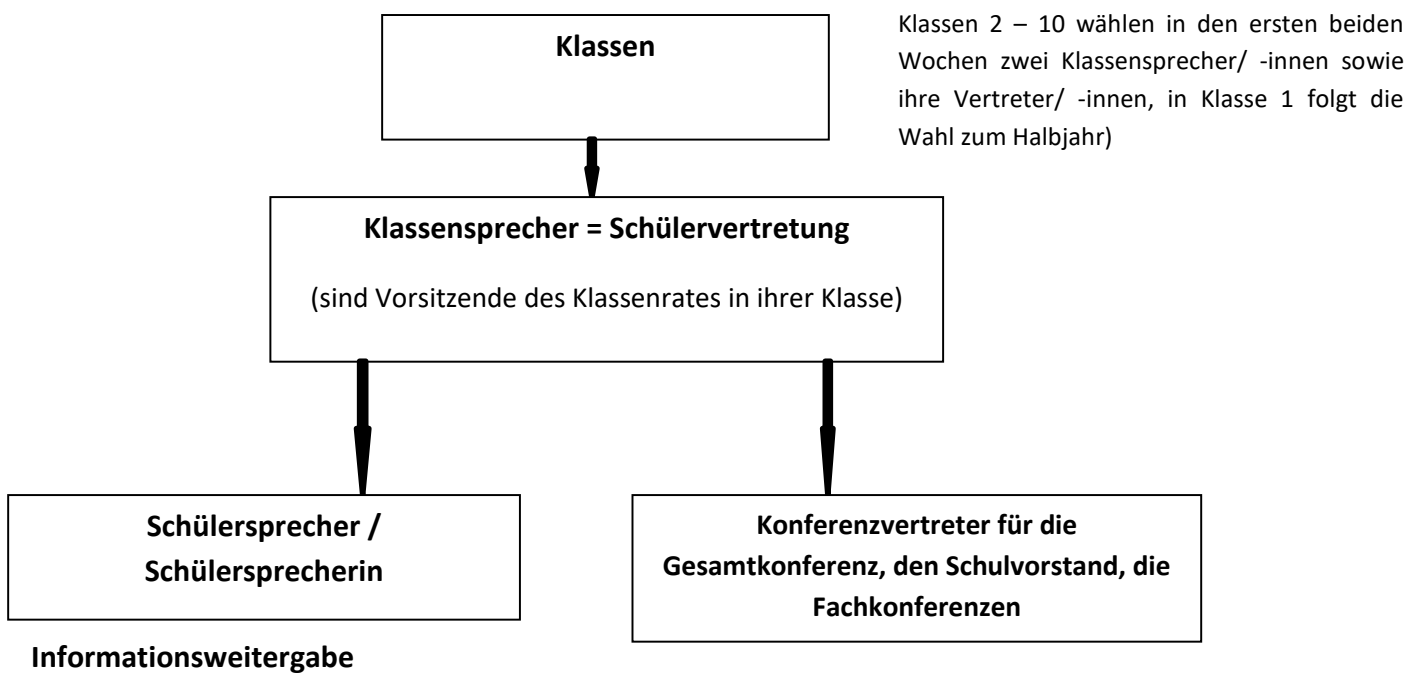 Klassen
Klassen 2 – 10 wählen in den ersten beiden
Wochen zwei Klassensprecher/ -innen sowie
ihre Vertreter/ -innen, in Klasse 1 folgt die
Wahl zum Halbjahr)
Klassensprecher = Schülervertretung
(sind Vorsitzende des Klassenrates in ihrer Klasse)
Schülersprecher /
Schülersprecherin
Konferenzvertreter für die
Gesamtkonferenz, den Schulvorstand, die
Fachkonferenzen
Informationsweitergabe